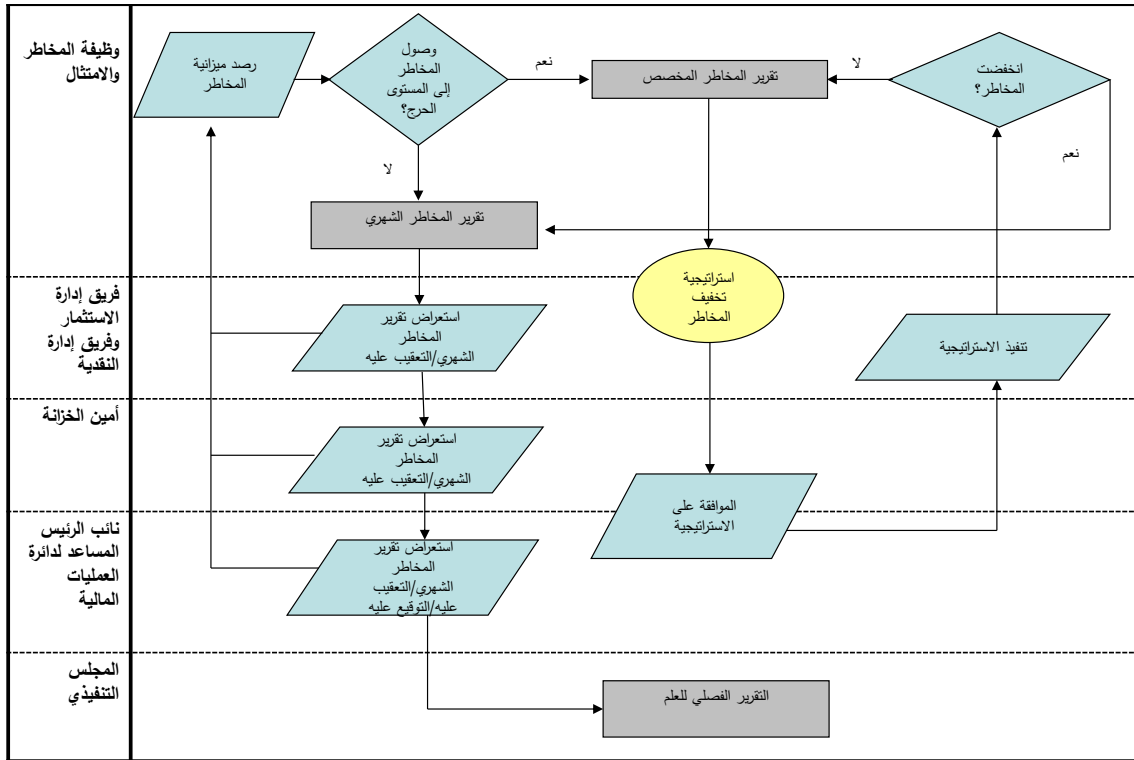 وظيفة المخاطر
والامتثال
رصد ميزانية
المخاطر
وصول
المخاطر
إلى المستوى
الحرج؟
نعم
تقرير المخاطر المخصص
لا
انخفضت
المخاطر؟
لا
نعم
تقرير المخاطر الشهري
فريق إدارة
الاستثمار
وفريق إدارة
النقدية
استعراض تقرير
المخاطر
الشهري/التعقيب عليه
استراتيجية
تخفيف
المخاطر
تنفيذ الاستراتيجية
أمين الخزانة
استعراض تقرير
المخاطر
الشهري/التعقيب عليه
الموافقة على
الاستراتيجية
نائب الرئيس
المساعد لدائرة
العمليات
المالية
استعراض تقرير
المخاطر
الشهري/التعقيب
عليه/التوقيع عليه
المجلس
التنفيذي
التقرير الفصلي للعلم